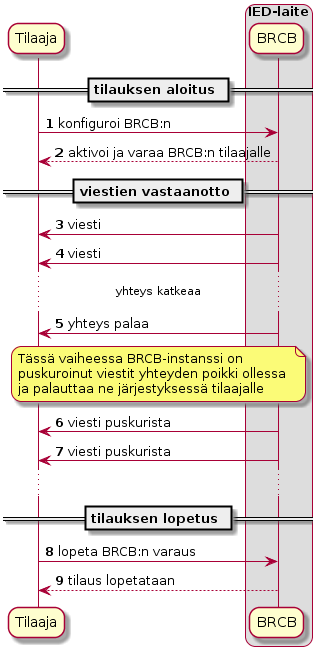 IED-laite
Tilaaja
BRCB
tilauksen aloitus
1 konfiguroi BRCB:n
2 aktivoi ja varaa BRCB:n tilaajalle
viestien vastaanotto
3 viesti
4 viesti
yhteys katkeaa
5 yhteys palaa
Tässä vaiheessa BRCB-instanssi on
puskuroinut viestit yhteyden poikki ollessa
ja palauttaa ne järjestyksessä tilaajalle
6 viesti puskurista
7 viesti puskurista
tilauksen lopetus
8 lopeta BRCB:n varaus
9 tilaus lopetataan
Tilaaja
BRCB